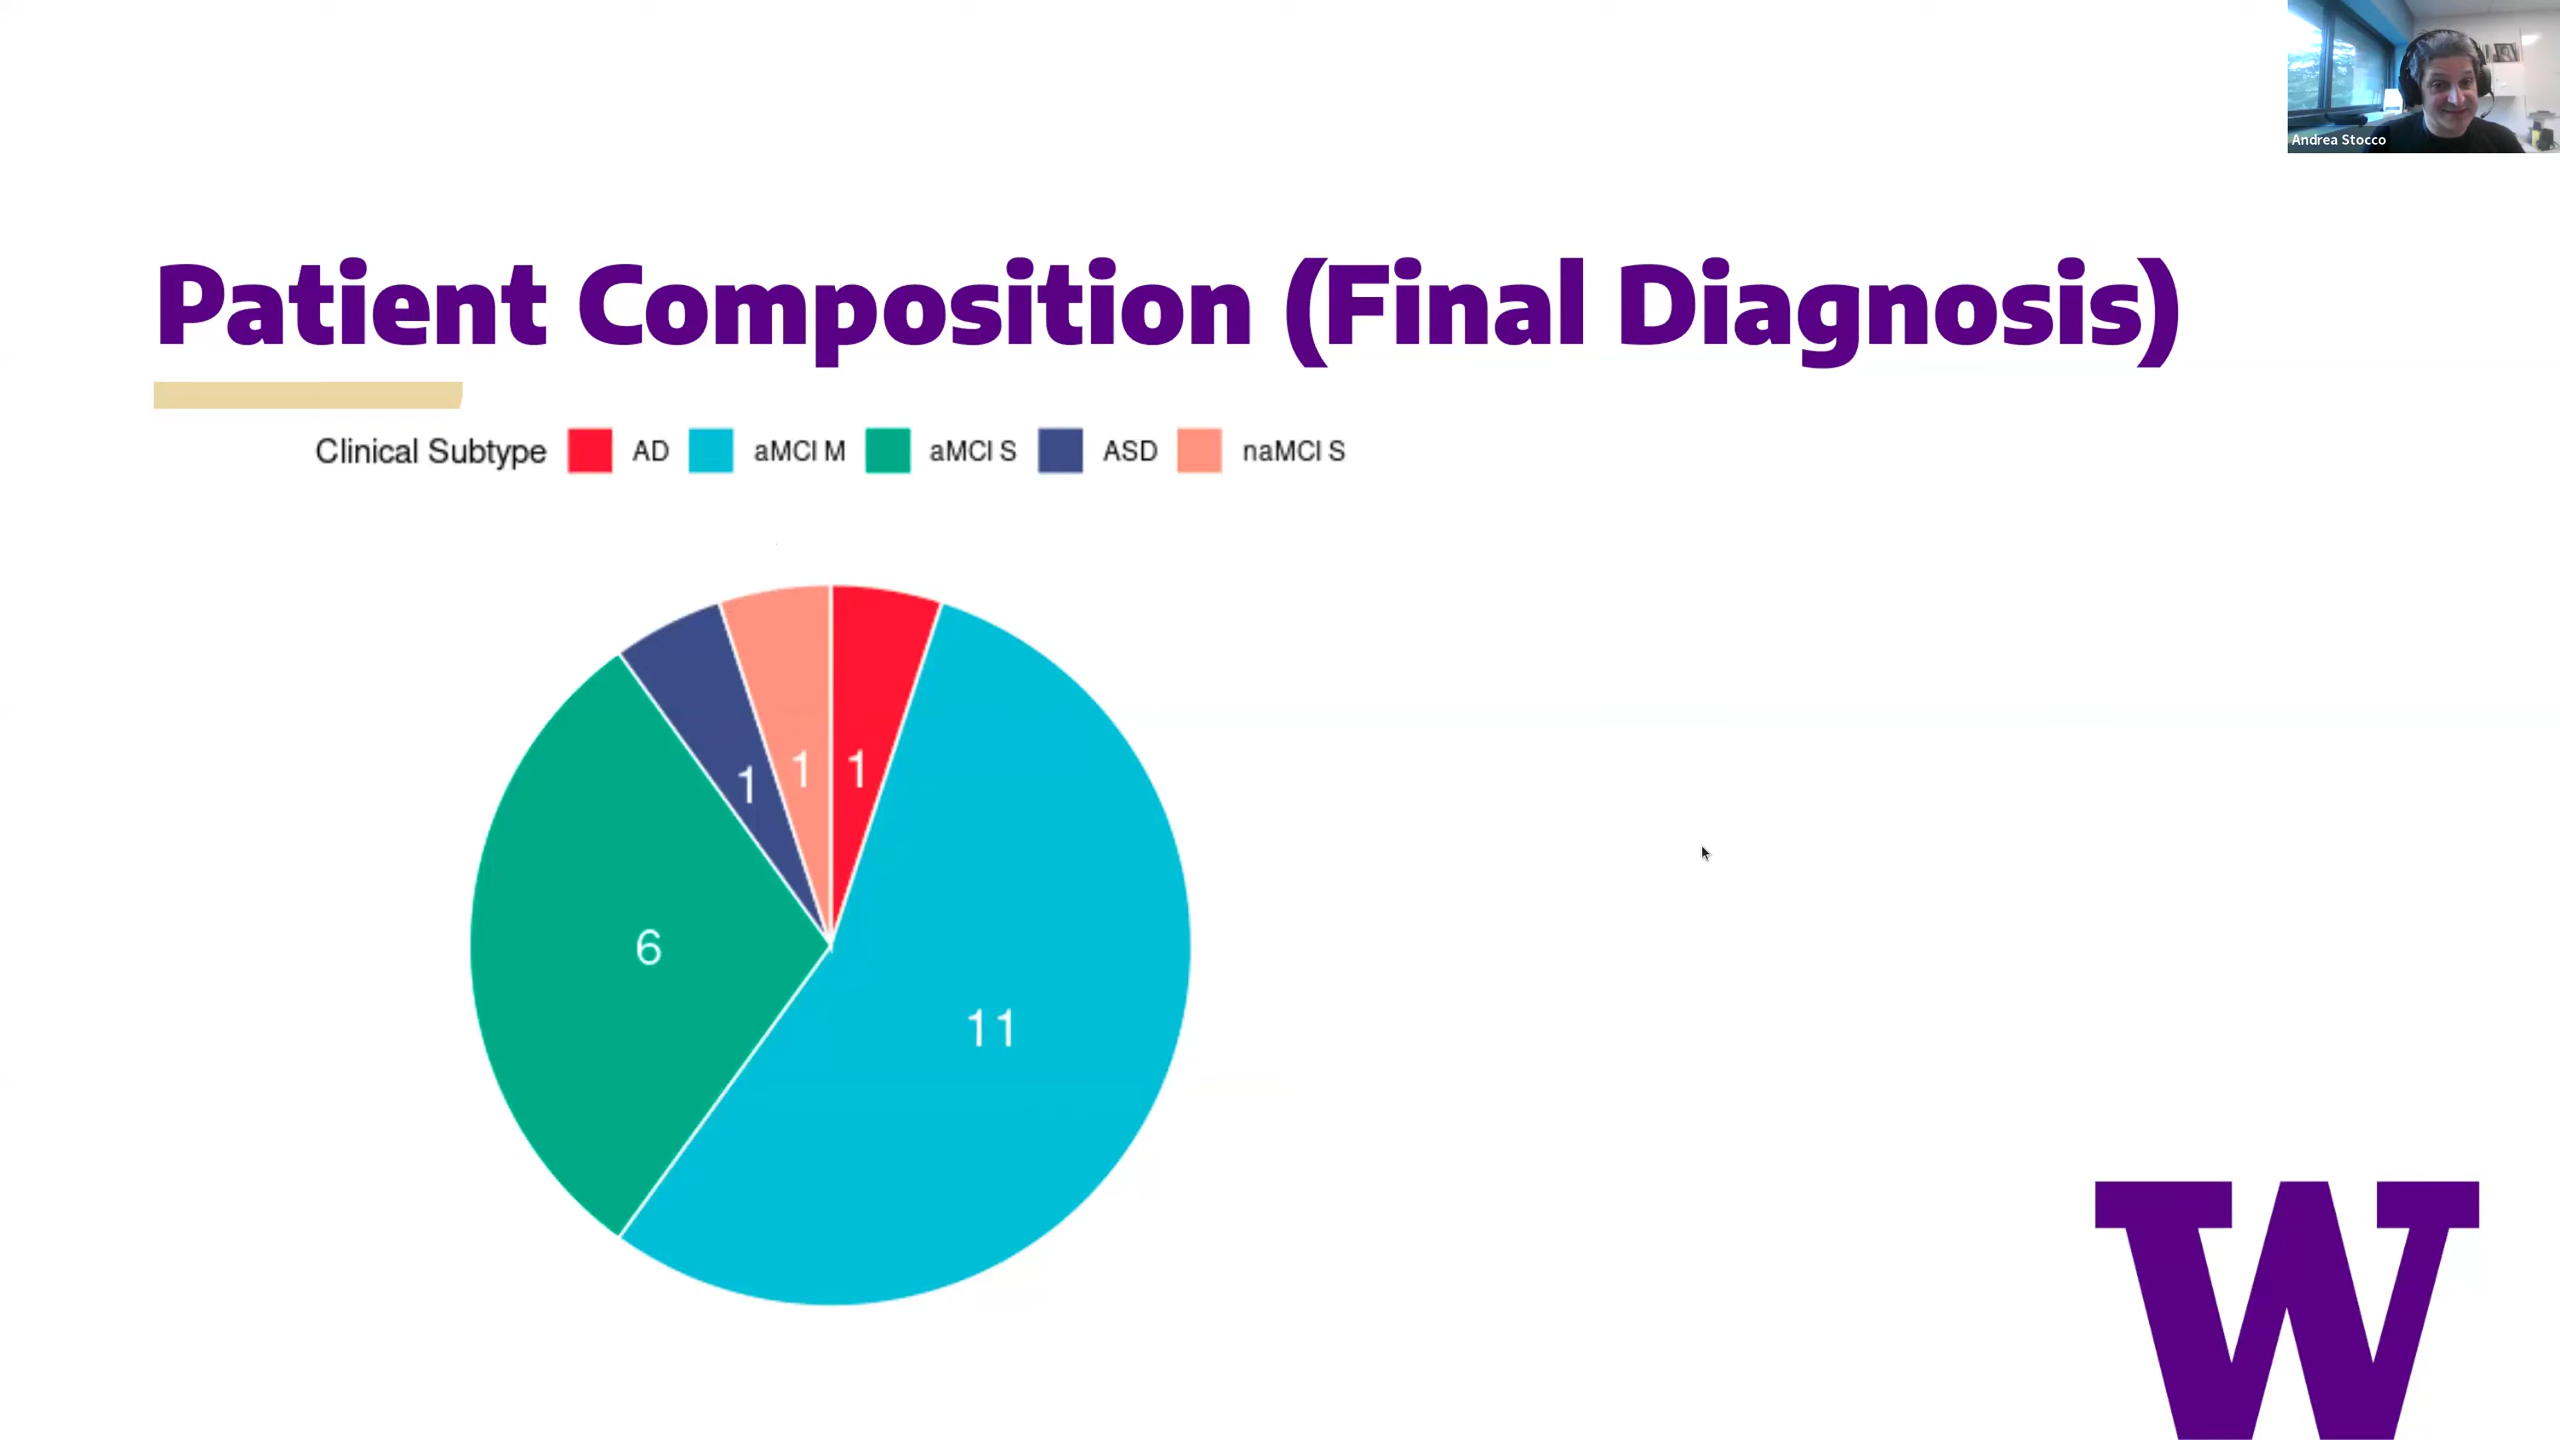 Andrea Stocco
Patient Composition (Final Diagnosis)
Clinical Subtype AD aMCI M aMCI S ASD naMCI S
1 1 1
6
11
W